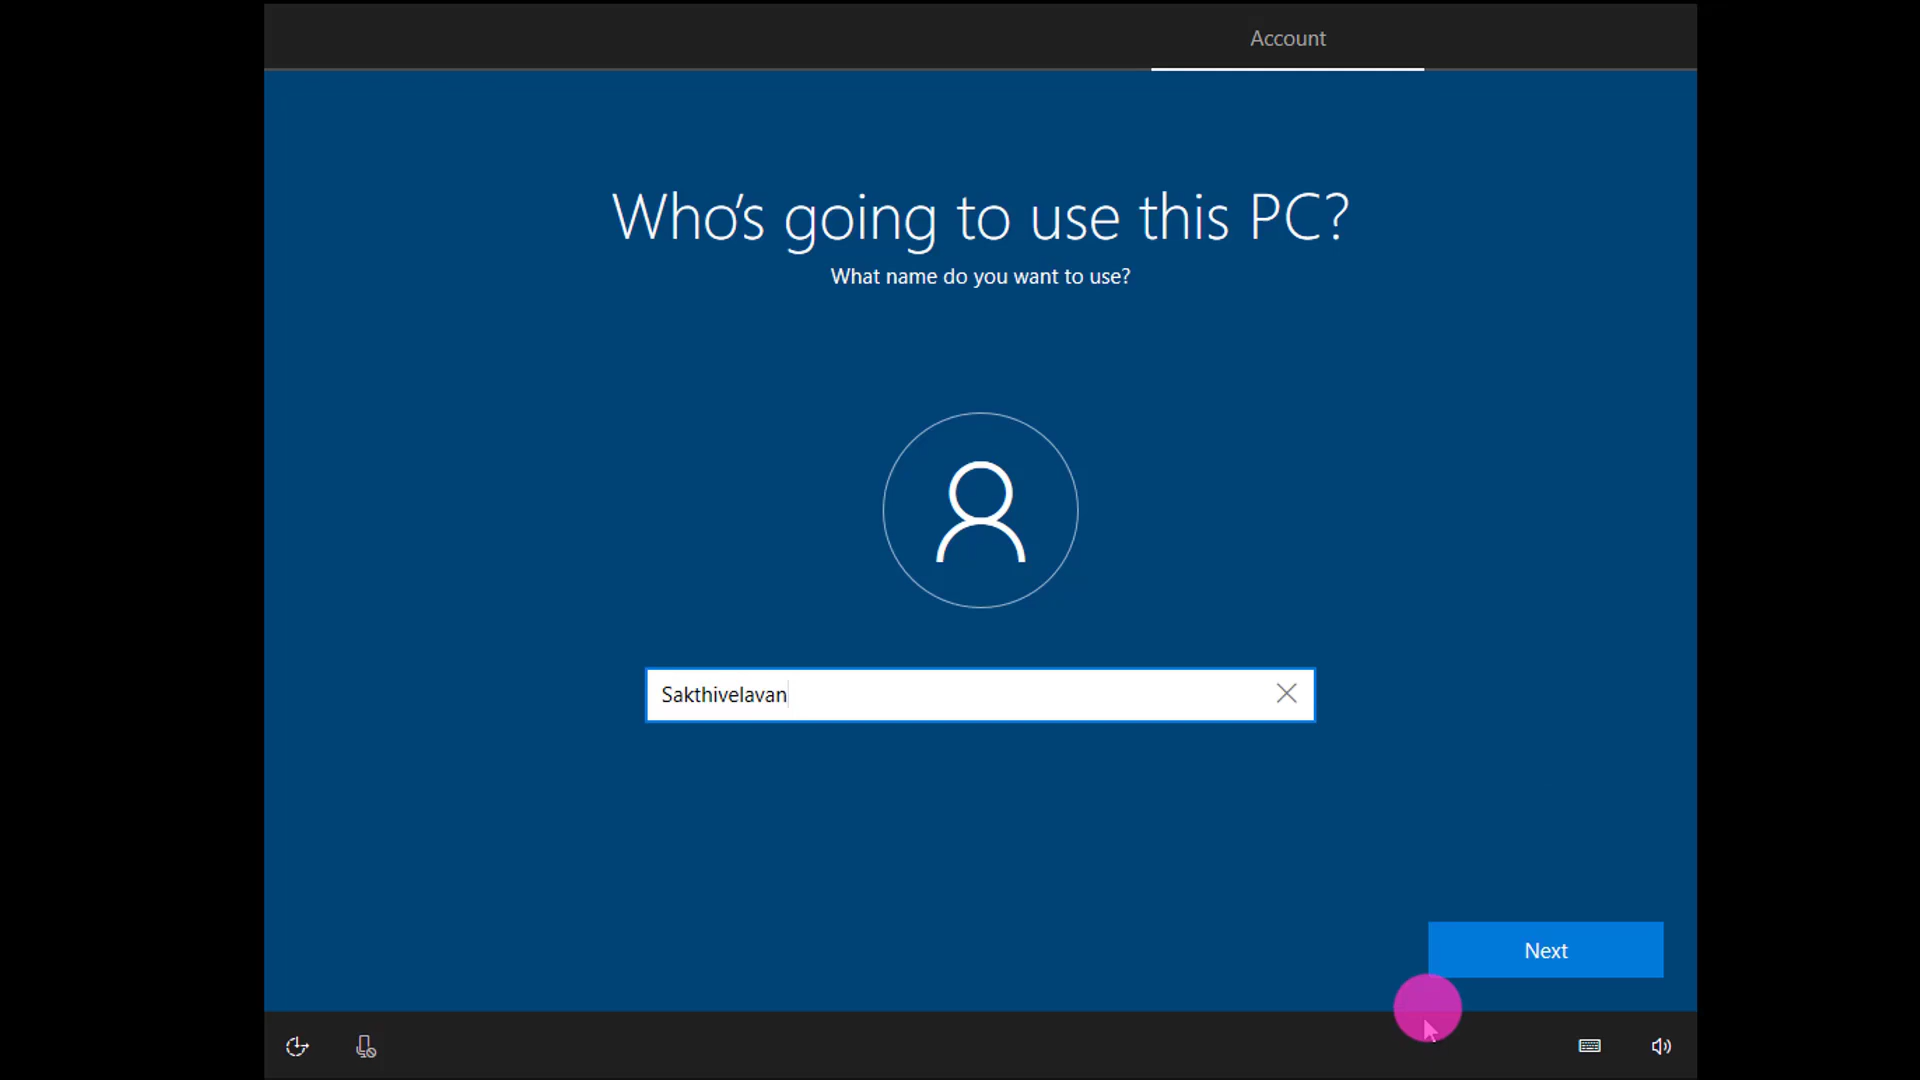 Account
Who's going to use this PC?
What name do you want to use?
Sakthivelavan
Next